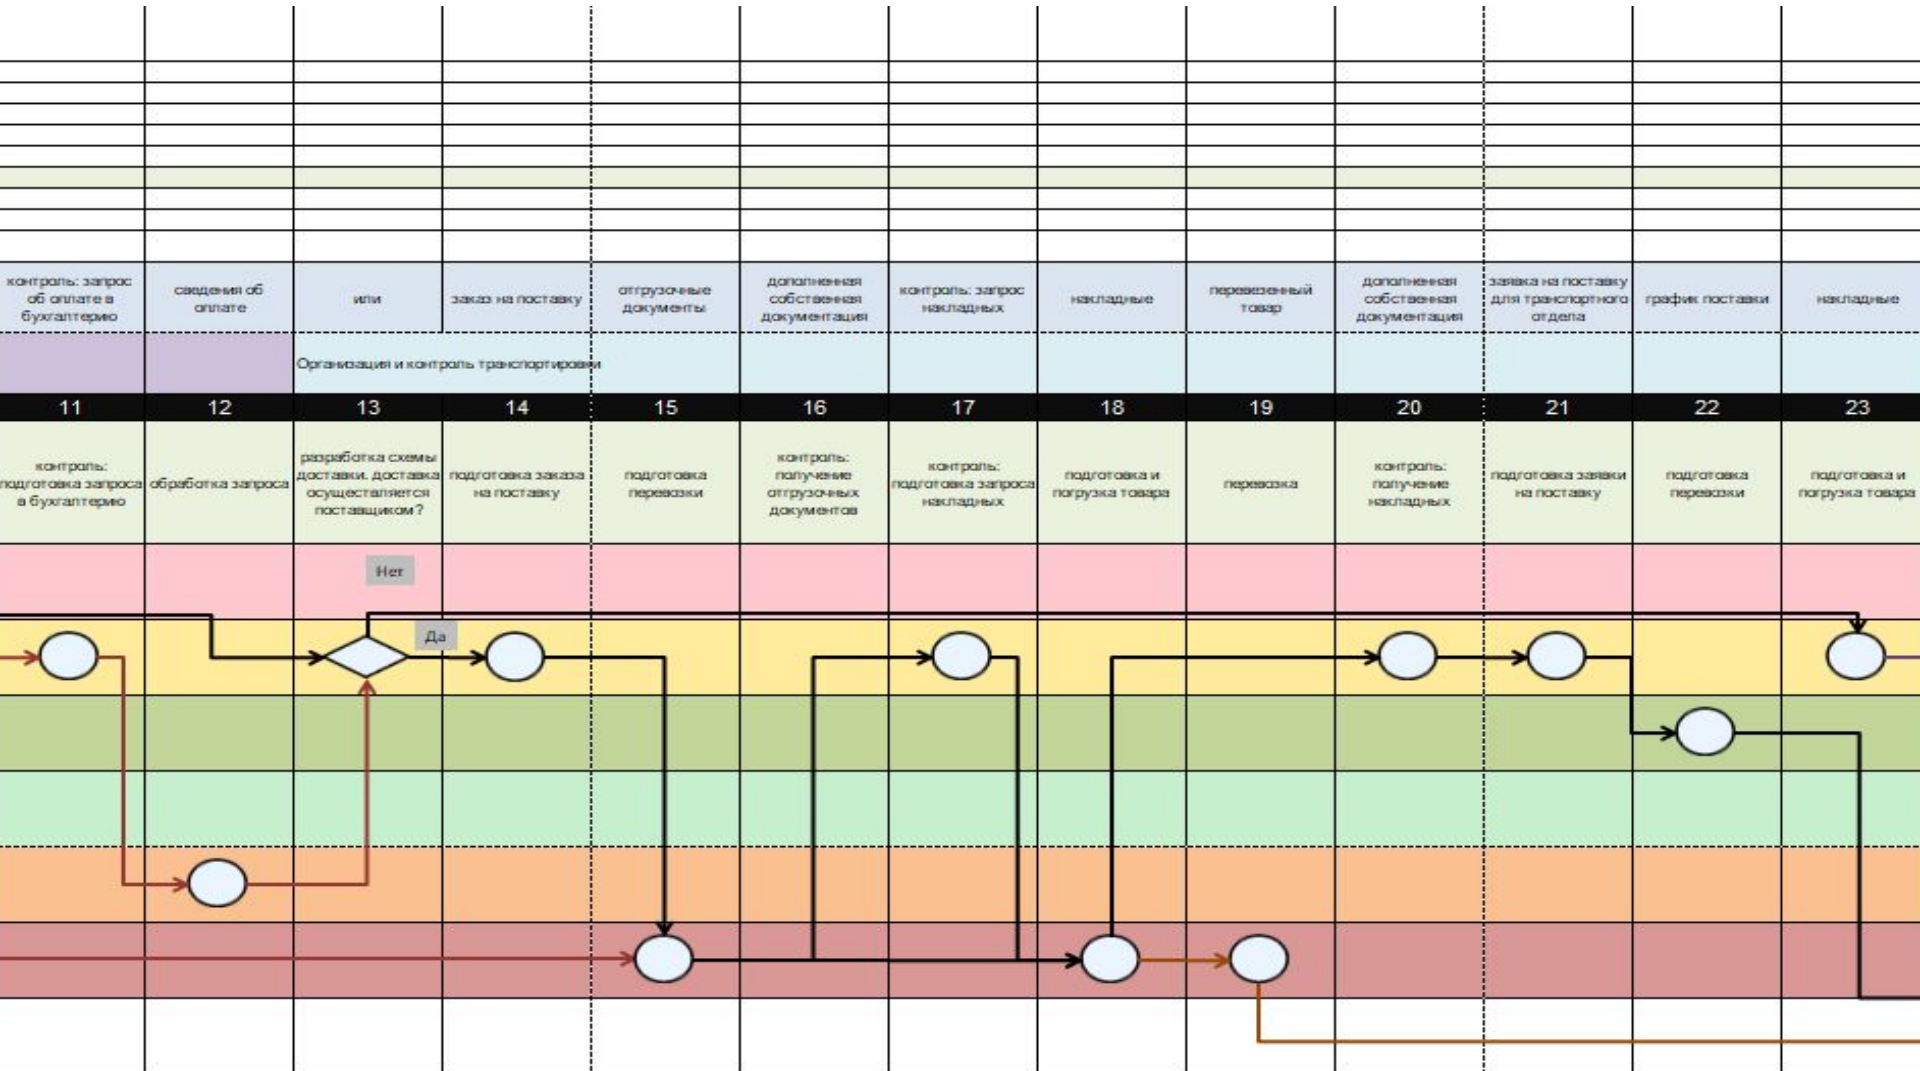 контроль: запрос
об оплате в
бухгалтерию
сведения об
оплате
или
заказ на поставку
отгрузочные
документы
дополненная
собственная
документация
контроль: запрос
накладных
накладные
перевезенный
товар
дополненная
собственная
документация
заявка на поставку
для транспортного
отдела
график поставки
накладные
Организация и контроль транспортировки
11 12 13 14 15 16 17 18 19 20 21 22 23
контроль:
подготовка запроса
в бухгалтерию
обработка запроса
разработка схемы
доставки. доставка
осуществляется
поставщиком?
подготовка заказа
на поставку
подготовка
перевозки
контроль:
получение
отгрузочных
документов
контроль:
подготовка запроса
накладных
подготовка и
погрузка товара
перевозка
контроль:
получение
накладных
подготовка заявки
на поставку
подготовка
перевозки
подготовка и
погрузка товара
Нет
Да